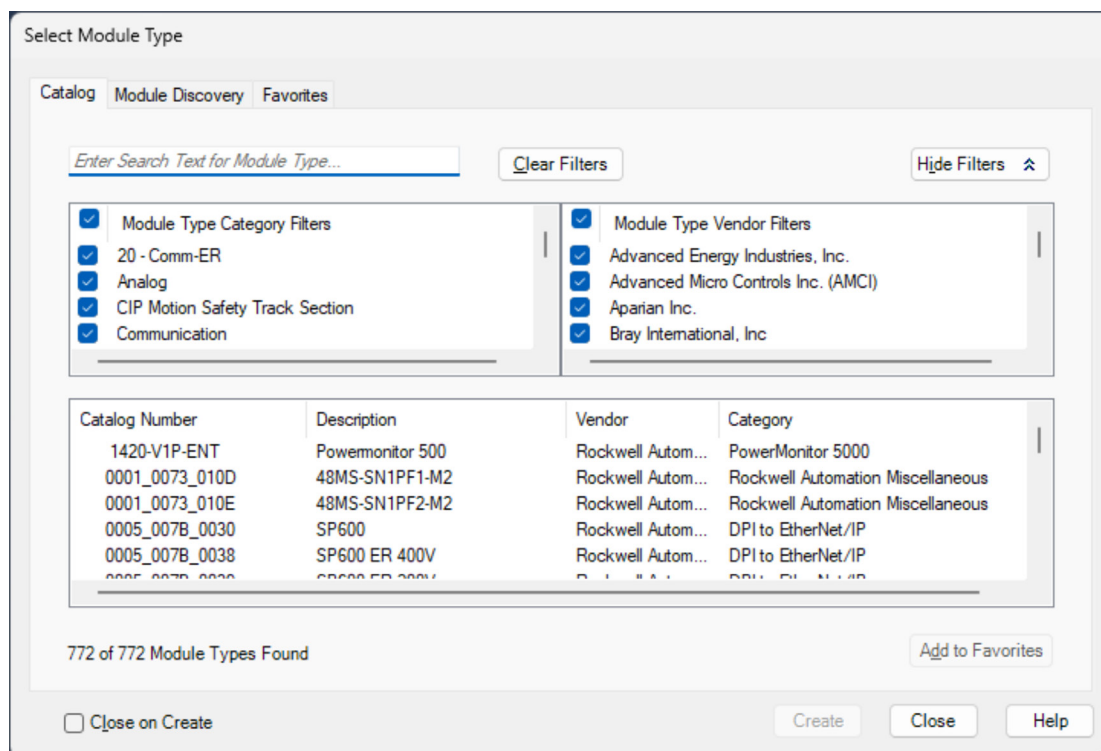 Select Module Type
Catalog Module Discovery Favorites
Enter Search Text for Module Type... Clear Filters Hide Filters
Module Type Category Filters
20 - Comm-ER
Analog
CIP Motion Safety Track Section
Communication
Module Type Vendor Filters
Advanced Energy Industries, Inc.
Advanced Micro Controls Inc. (AMCI)
Aparian Inc.
Bray International, Inc
Catalog Number Description Vendor Category
1420-V1P-ENT Powermonitor 500 Rockwell Autom... PowerMonitor 5000
0001_0073_010D 48MS-SN1PF1-M2 Rockwell Autom... Rockwell Automation Miscellaneous
0001_0073_010E 48MS-SN1PF2-M2 Rockwell Autom... Rockwell Automation Miscellaneous
0005_007B_0030 SP600 Rockwell Autom... DPI to EtherNet/IP
0005_007B_0038 SP600 ER 400V Rockwell Autom... DPI to EtherNet/IP
772 of 772 Module Types Found Add to Favorites
Close on Create Create Close Help